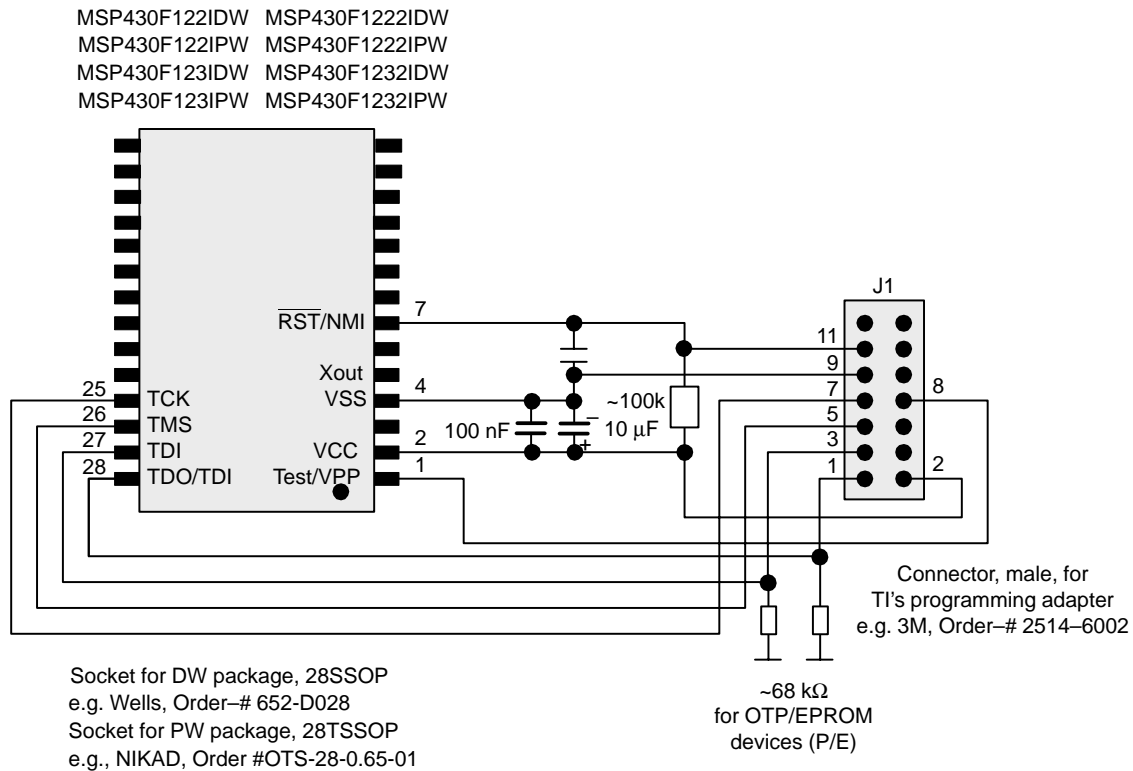 MSP430F122IDW MSP430F1222IDW
MSP430F122IPW MSP430F1222IPW
MSP430F123IDW MSP430F1232IDW
MSP430F123IPW MSP430F1232IPW
J1
7
RST/NMI
11
Xout
9
25
TCK
VSS
4
~100k
7
8
26
TMS
100 nF
–
10 µF
+
5
27
TDI
VCC
2
3
28
TDO/TDI
Test/VPP
1
1
2
Connector, male, for
TI's programming adapter
e.g. 3M, Order–# 2514–6002
Socket for DW package, 28SSOP
e.g. Wells, Order–# 652-D028
Socket for PW package, 28TSSOP
e.g., NIKAD, Order #OTS-28-0.65-01
~68 kΩ
for OTP/EPROM
devices (P/E)